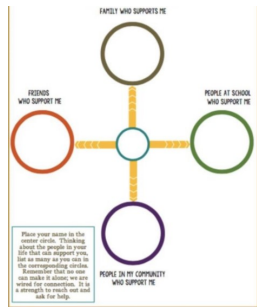 FAMILY WHO SUPPORTS ME
FRIENDS
WHO SUPPORT ME
PEOPLE AT SCHOOL
WHO SUPPORT ME
Place your name in the
center circle. Thinking
about the people in your
life that can support you,
list as many as you can in
the corresponding circles.
Remember that no one
can make it alone; we are
wired for connection. It is
a strength to reach out and
ask for help.
PEOPLE IN MY COMMUNITY
WHO SUPPORT ME